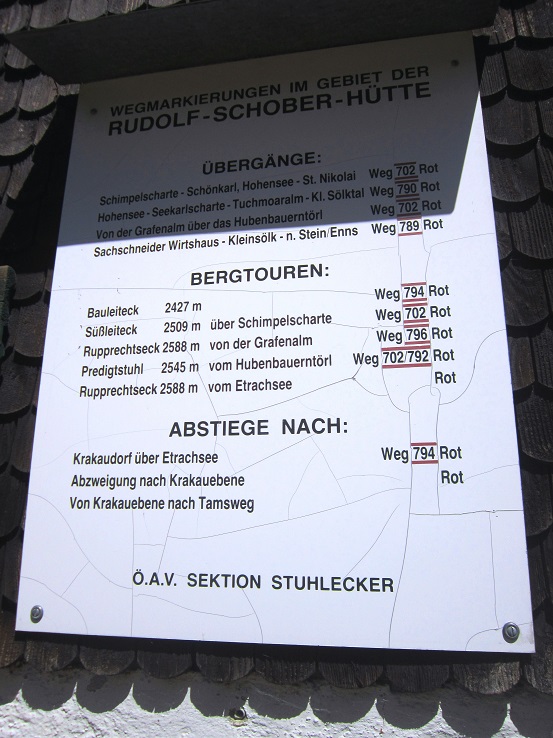 WEGMARKIERUNGEN IM GEBIET DER
RUDOLF-SCHOBER-HÜTTE
ÜBERGÄNGE:
Schimpelscharte - Schönkarl, Hohensee - St. Nikolai Weg 702 Rot
Hohensee - Seekarlscharte - Tuchmoaralm - Kl. Sölktal Weg 790 Rot
Von der Grafenalm über das Hubenbauerntörl Weg 702 Rot
Sachschneider Wirtshaus - Kleinsölk - n. Stein/Enns Weg 789 Rot
BERGTOUREN:
Bauleiteck 2427 m Weg 794 Rot
Süßleiteck 2509 m über Schimpelscharte Weg 702 Rot
Rupprechtseck 2588 m von der Grafenalm Weg 796 Rot
Predigtstuhl 2545 m vom Hubenbauerntörl Weg 702/792 Rot
Rupprechtseck 2588 m vom Etrachsee Rot
ABSTIEGE NACH:
Krakaudorf über Etrachsee Weg 794 Rot
Abzweigung nach Krakauebene Rot
Von Krakauebene nach Tamsweg
Ö.A.V. SEKTION STUHLECKER